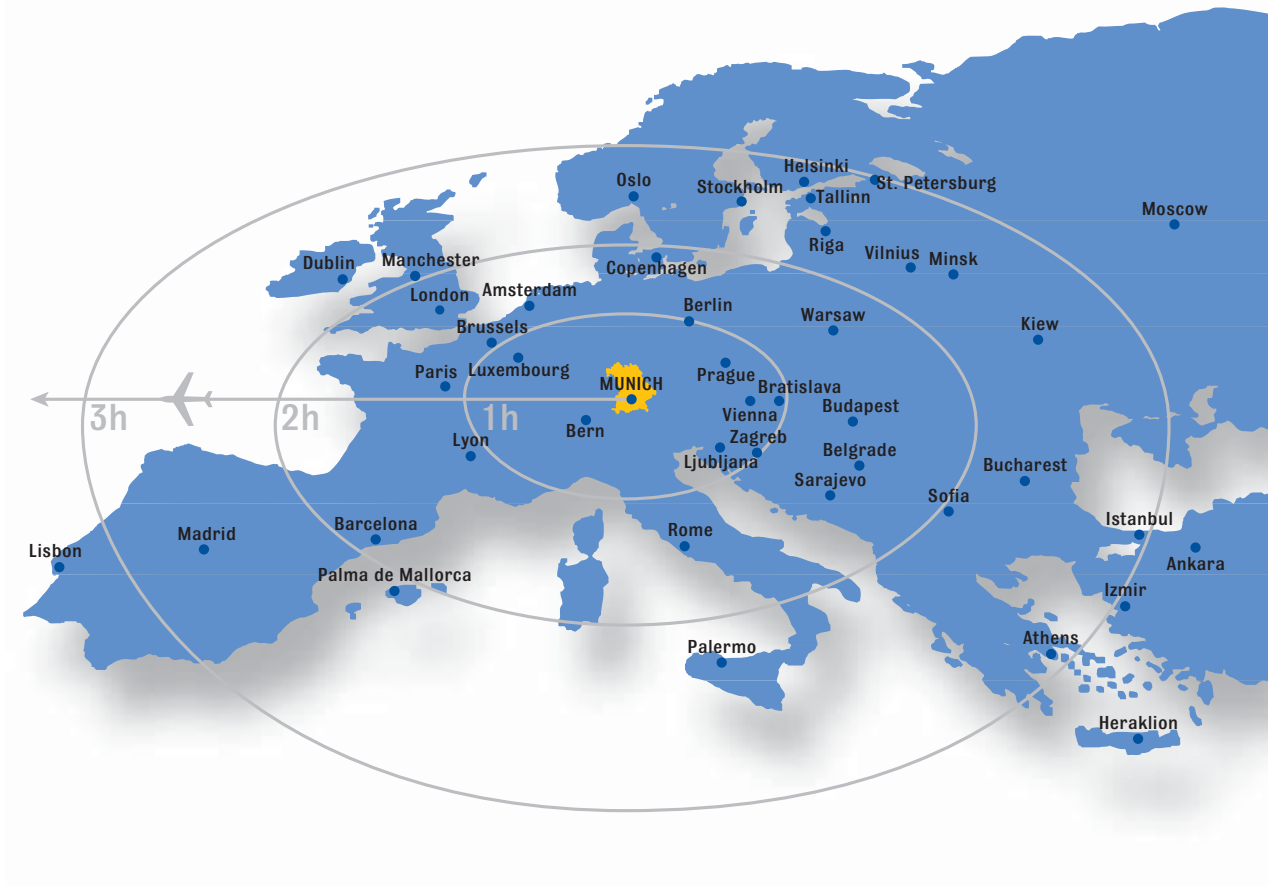 Helsinki
Oslo
Stockholm
St. Petersburg
Tallinn
Moscow
Riga
Vilnius
Minsk
Dublin
Manchester
Copenhagen
London
Amsterdam
Berlin
Warsaw
Kiew
Brussels
Luxembourg
Paris
MUNICH
Prague
Bratislava
Vienna
Budapest
3h
2h
1h
Bern
Lyon
Zagreb
Ljubljana
Belgrade
Sarajevo
Bucharest
Sofia
Istanbul
Barcelona
Madrid
Rome
Lisbon
Ankara
Palma de Mallorca
Izmir
Athens
Palermo
Heraklion